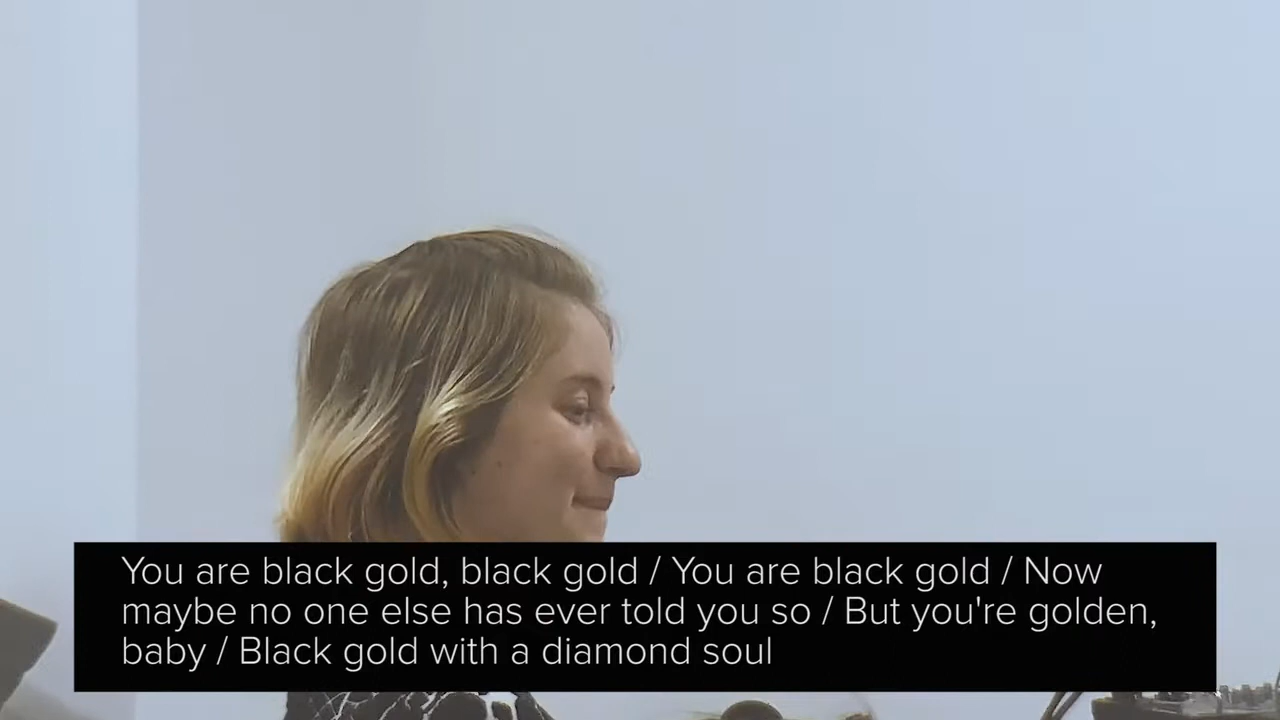 You are black gold, black gold / You are black gold / Now
maybe no one else has ever told you so / But you're golden,
baby / Black gold with a diamond soul